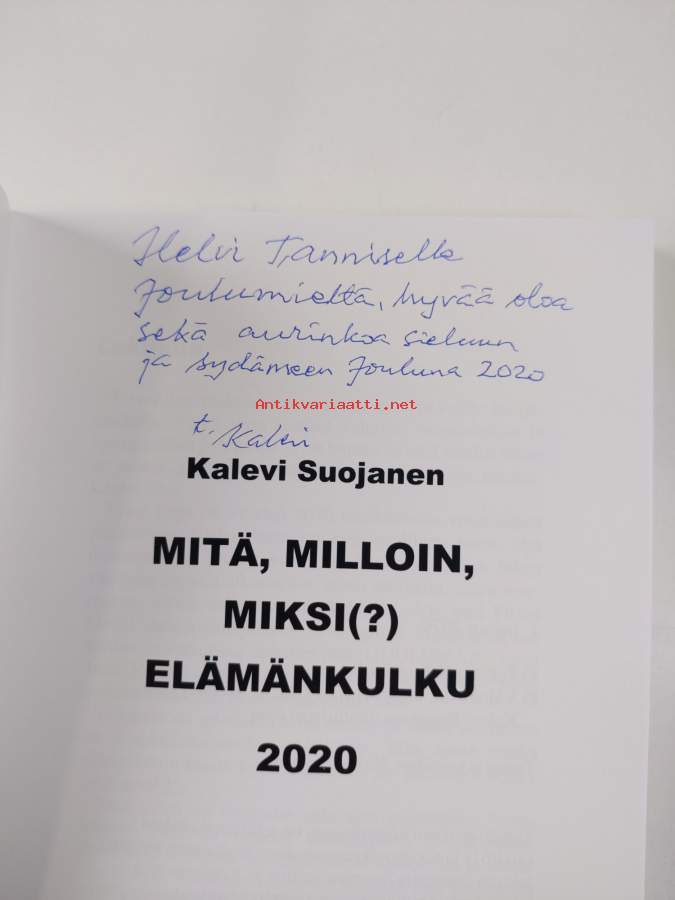 Helvi Tanniselle
Joulumieltä, hyvää oloa
sekä aurinkoa sieluun
ja sydämeen Jouluna 2020
Antikvariaatti.net
t. Kalevi
Kalevi Suojanen
MITÄ, MILLOIN,
MIKSI(?)
ELÄMÄNKULKU
2020